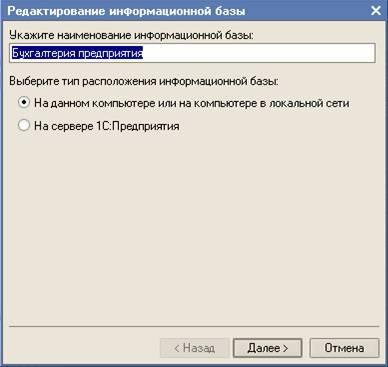 Редактирование информационной базы
Укажите наименование информационной базы:
Бухгалтерия предприятия
Выберите тип расположения информационной базы:
На данном компьютере или на компьютере в локальной сети
На сервере 1С:Предприятия
< Назад Далее > Отмена